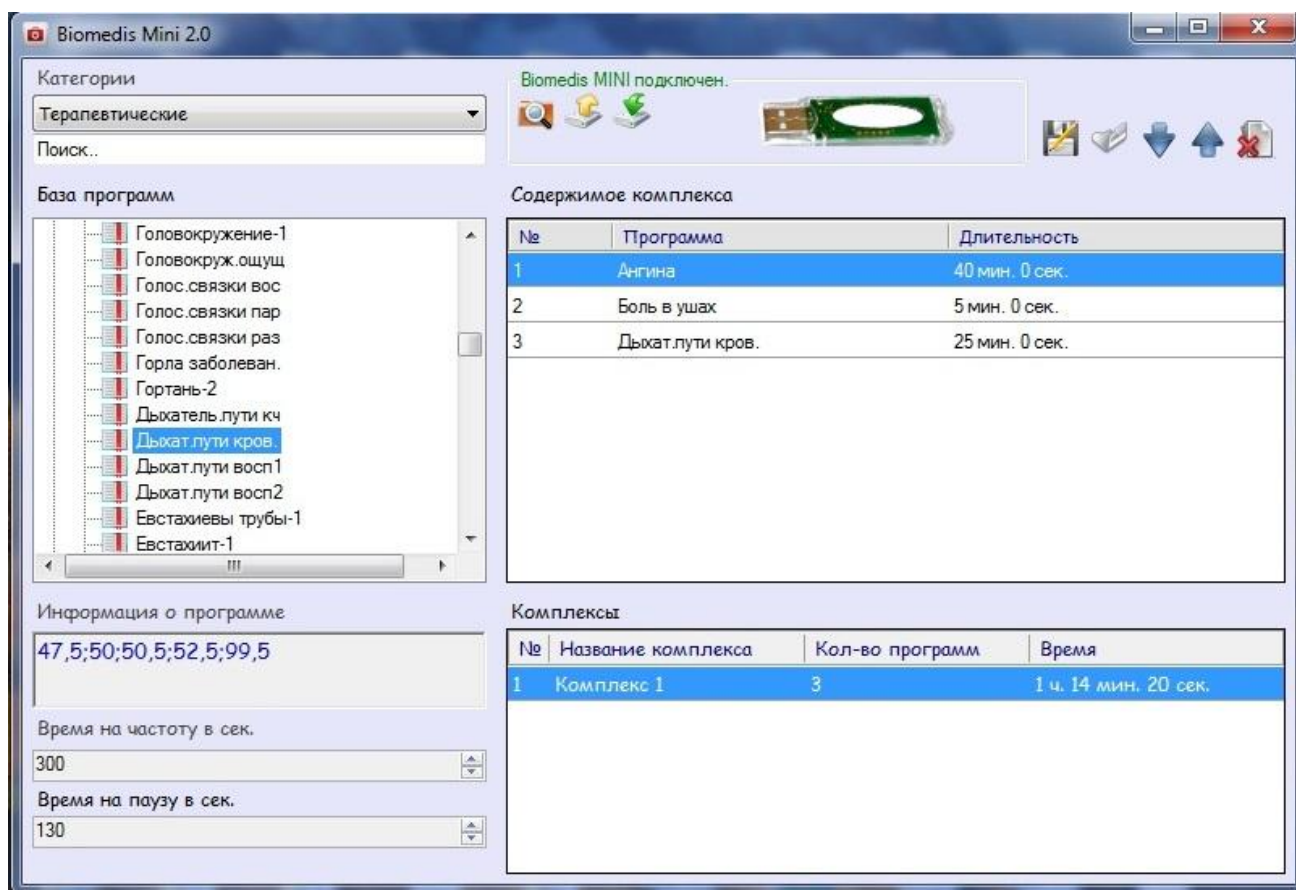 Biomedis Mini 2.0
Категории
Терапевтические
Поиск..
База программ
Головокружение-1
Головокруж.ощущ
Голос.связки вос
Голос.связки пар
Голос.связки раз
Горла заболеван.
Гортань-2
Дыхатель.пути кч
Дыхат.пути кров.
Дыхат.пути восп1
Дыхат.пути восп2
Евстахиевы трубы-1
Евстахиит-1
Информация о программе
47,5;50;50,5;52,5;99,5
Время на частоту в сек.
300
Время на паузу в сек.
130
Biomedis MINI подключен.
Содержимое комплекса
№ Программа Длительность
1 Ангина 40 мин. 0 сек.
2 Боль в ушах 5 мин. 0 сек.
3 Дыхат.пути кров. 25 мин. 0 сек.
Комплексы
№ Название комплекса Кол-во программ Время
1 Комплекс 1 3 1 ч. 14 мин. 20 сек.